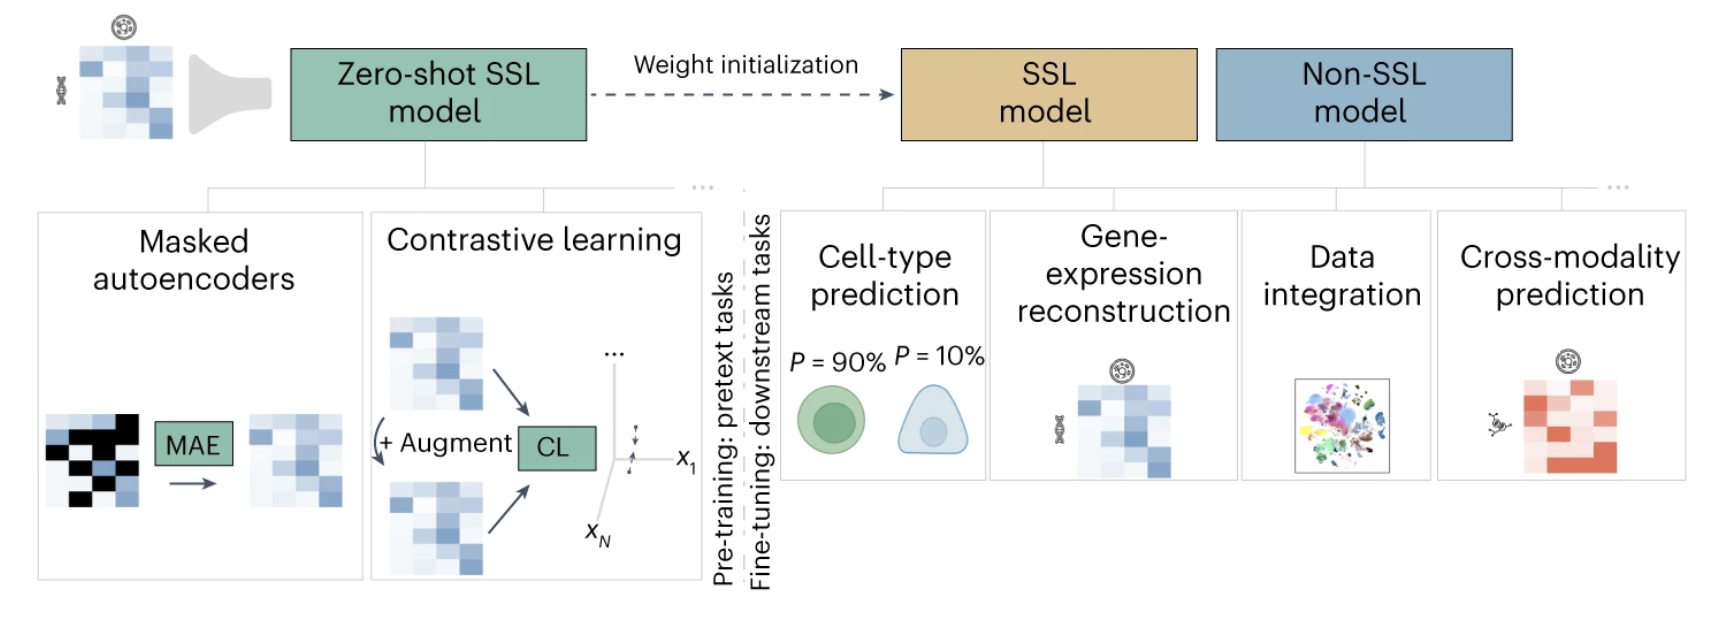 Zero-shot SSL
model
Weight initialization
SSL
model
Non-SSL
model
...
...
Masked
autoencoders
MAE
Contrastive learning
+ Augment
CL
...
x1
xN
Pre-training: pretext tasks
Fine-tuning: downstream tasks
Cell-type
prediction
P = 90%
P = 10%
Gene-
expression
reconstruction
Data
integration
Cross-modality
prediction